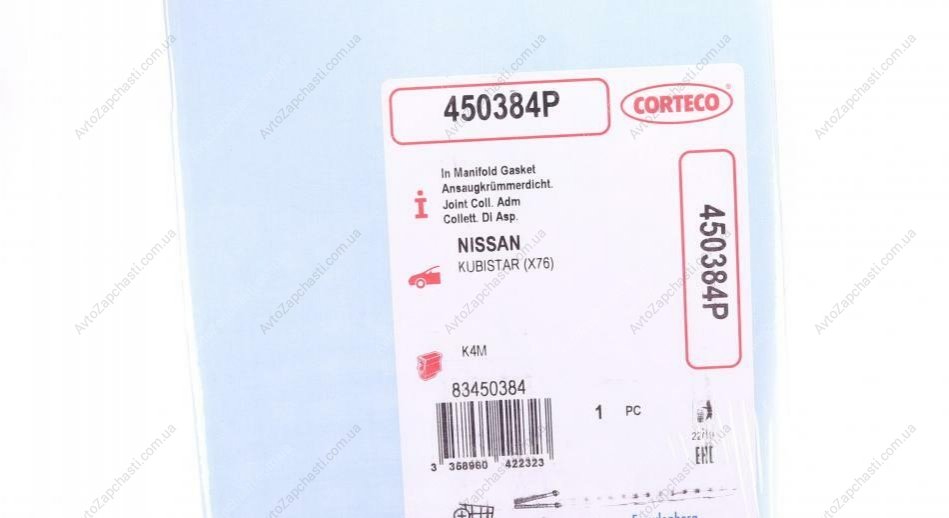 450384P
CORTECO
In Manifold Gasket
Ansaugkrümmerdicht.
Joint Coll. Adm
Collett. Di Asp.
NISSAN
KUBISTAR (X76)
450384P
K4M
83450384
1 PC
3 358960 422323
EAC
AvtoZapchasti.com.ua